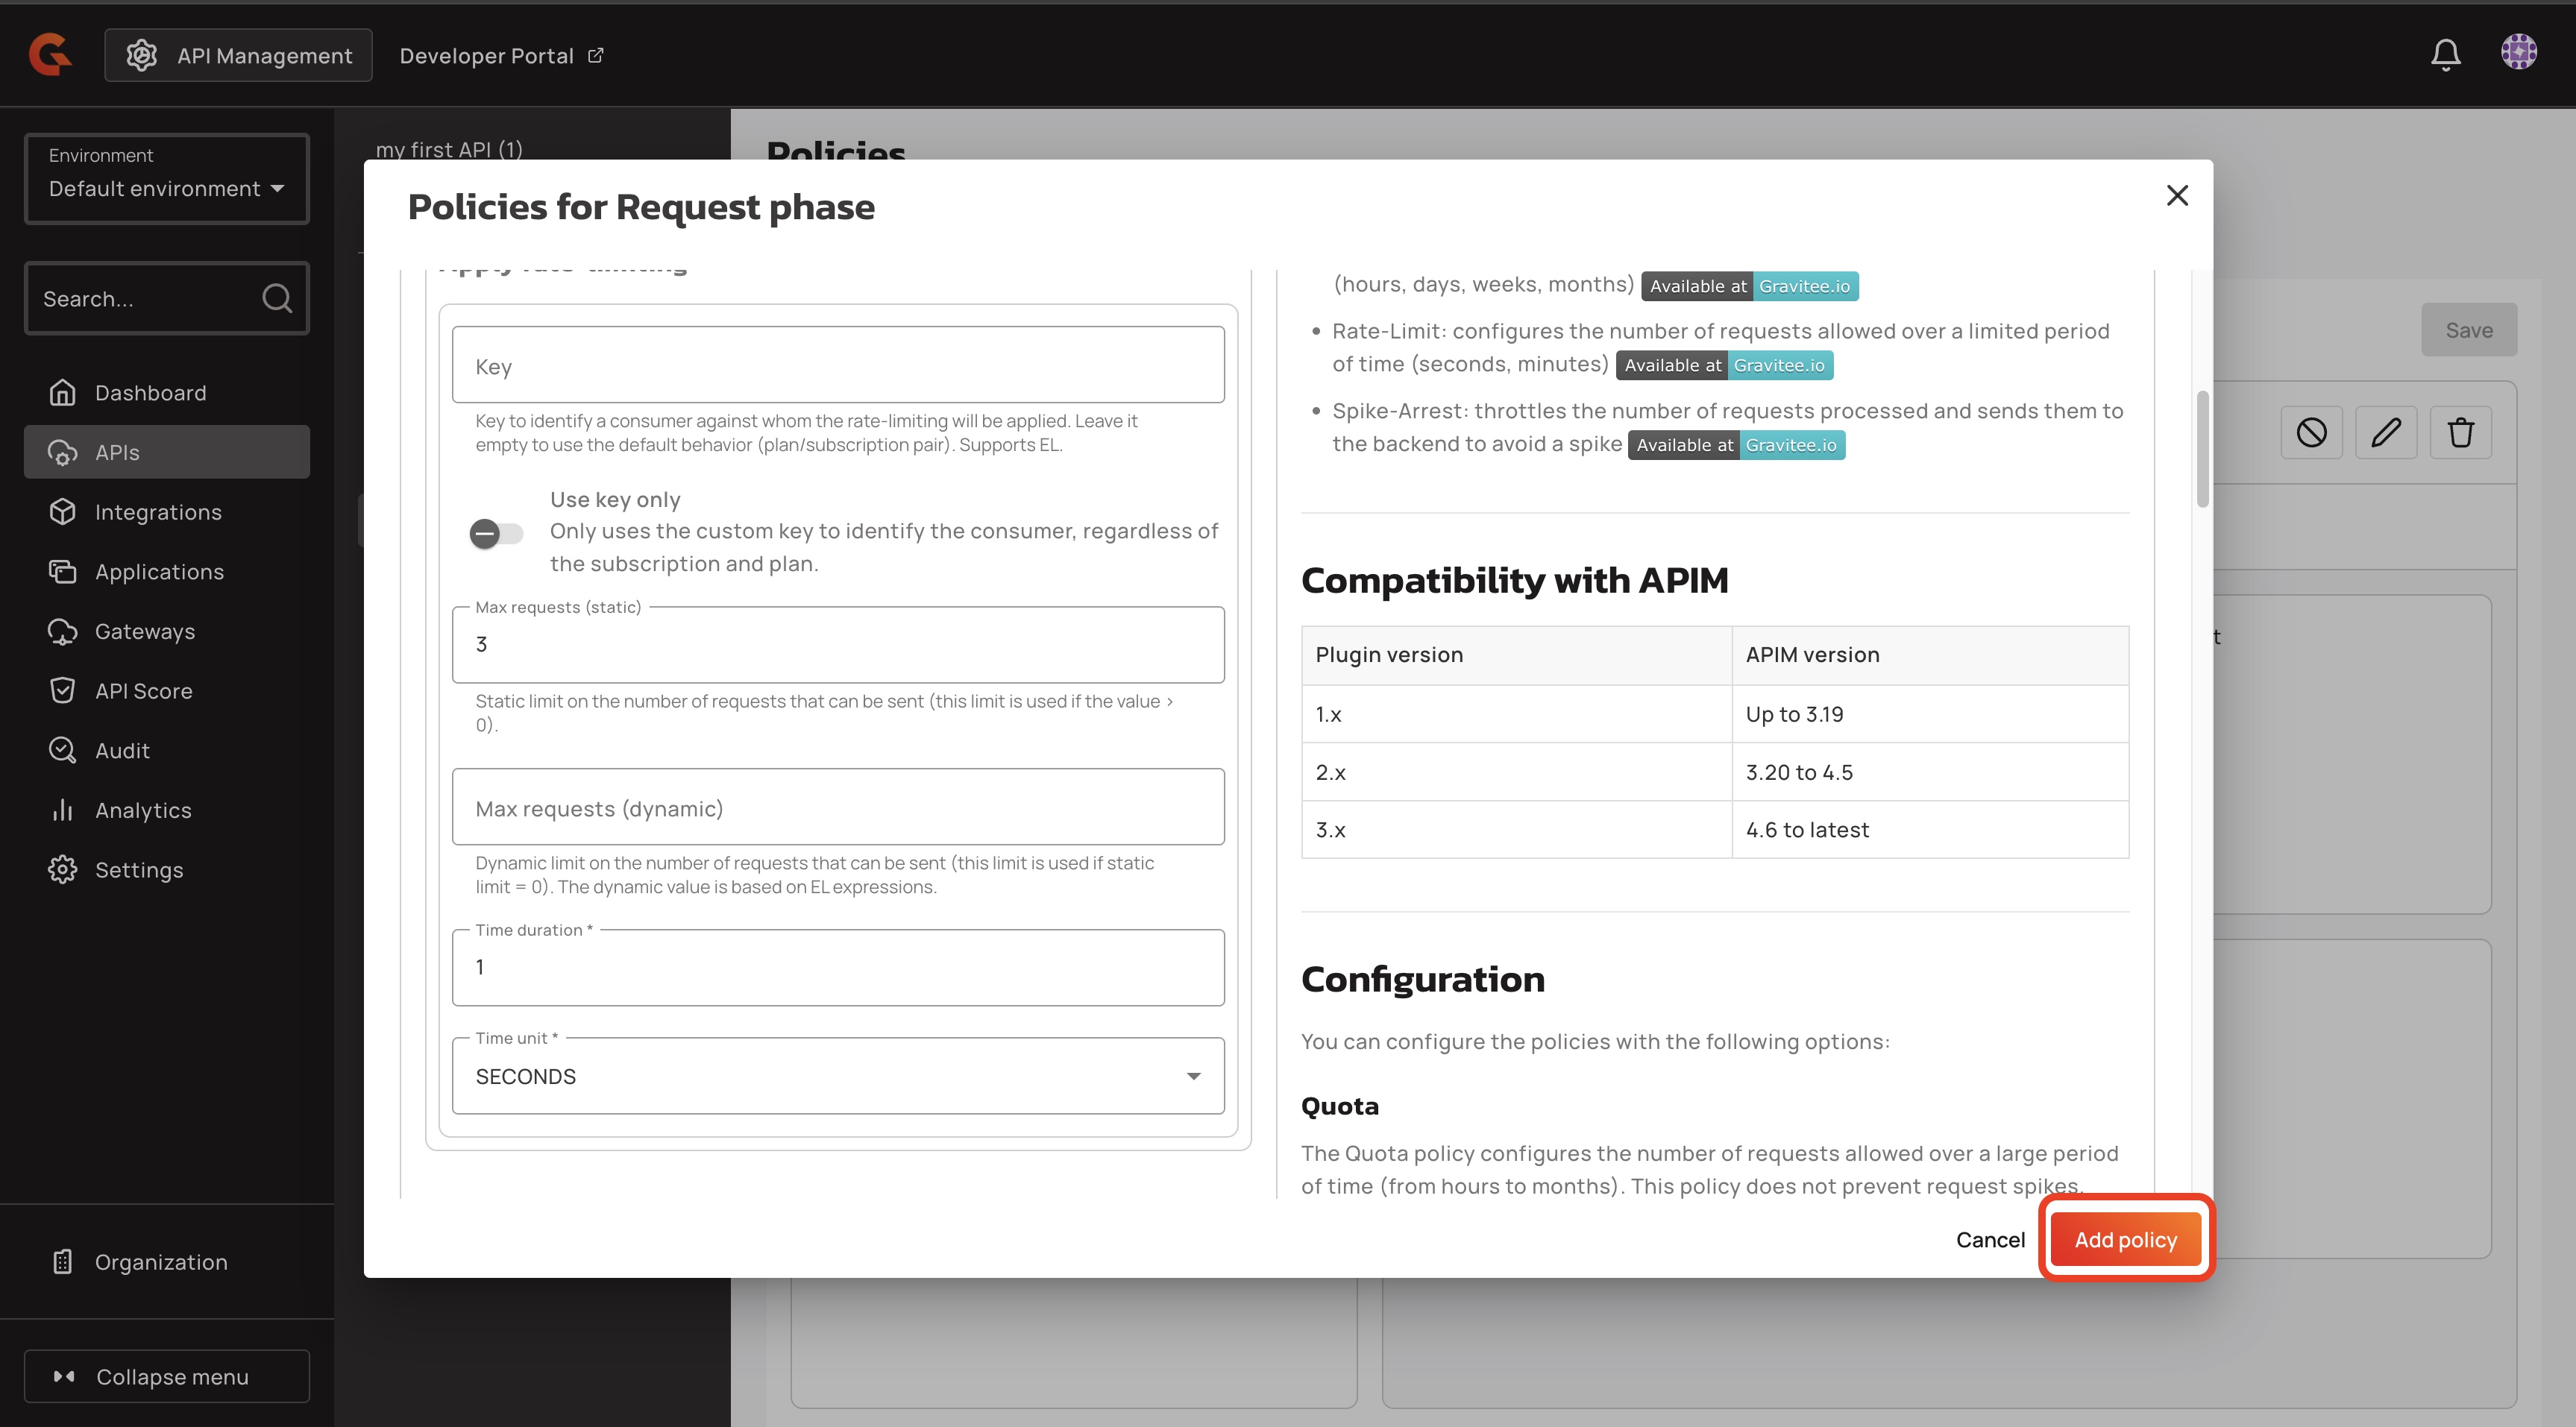 API Management
Developer Portal
Environment
Default environment
Search...
Dashboard
APIs
Integrations
Applications
Gateways
API Score
Audit
Analytics
Settings
Organization
Collapse menu
my first API (1)
Policies
Save
Policies for Request phase
Apply rate-limiting
Key
Key to identify a consumer against whom the rate-limiting will be applied. Leave it
empty to use the default behavior (plan/subscription pair). Supports EL.
Use key only
Only uses the custom key to identify the consumer, regardless of
the subscription and plan.
Max requests (static)
3
Static limit on the number of requests that can be sent (this limit is used if the value >
0).
Max requests (dynamic)
Dynamic limit on the number of requests that can be sent (this limit is used if static
limit = 0). The dynamic value is based on EL expressions.
Time duration *
1
Time unit *
SECONDS
(hours, days, weeks, months) Available at Gravitee.io
• Rate-Limit: configures the number of requests allowed over a limited period
of time (seconds, minutes) Available at Gravitee.io
• Spike-Arrest: throttles the number of requests processed and sends them to
the backend to avoid a spike Available at Gravitee.io
Compatibility with APIM
Plugin version APIM version
1.x Up to 3.19
2.x 3.20 to 4.5
3.x 4.6 to latest
Configuration
You can configure the policies with the following options:
Quota
The Quota policy configures the number of requests allowed over a large period
of time (from hours to months). This policy does not prevent request spikes.
Cancel
Add policy